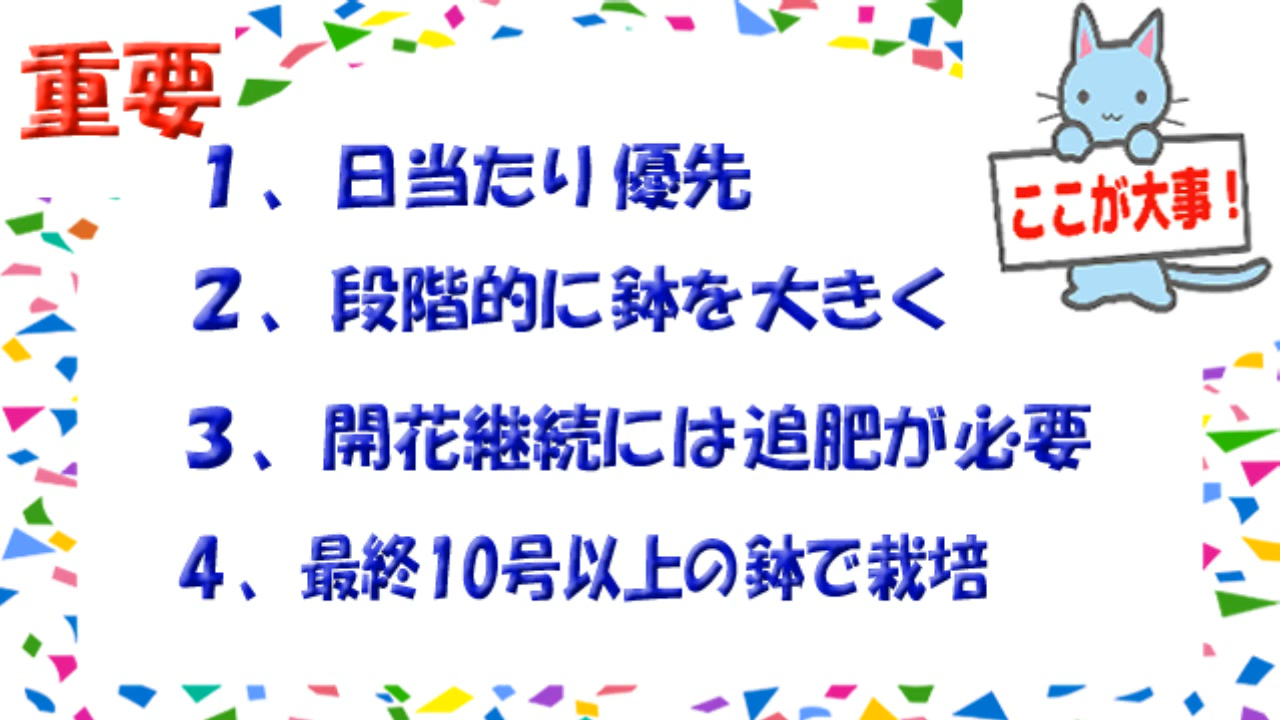 重要
ここが大事！
１、日当たり優先
２、段階的に鉢を大きく
３、開花継続には追肥が必要
４、最終10号以上の鉢で栽培